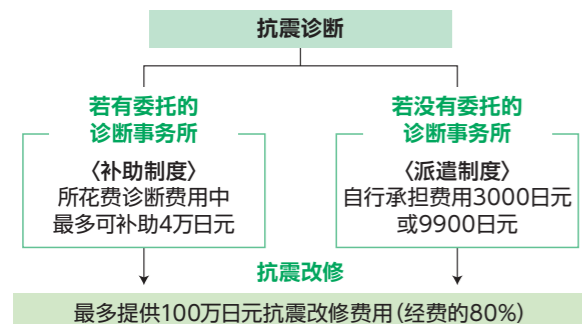 抗震诊断
若有委托的
诊断事务所
〈补助制度〉
所花费诊断费用中
最多可补助4万日元
若没有委托的
诊断事务所
〈派遣制度〉
自行承担费用3000日元
或9900日元
抗震改修
最多提供100万日元抗震改修费用(经费的80%)